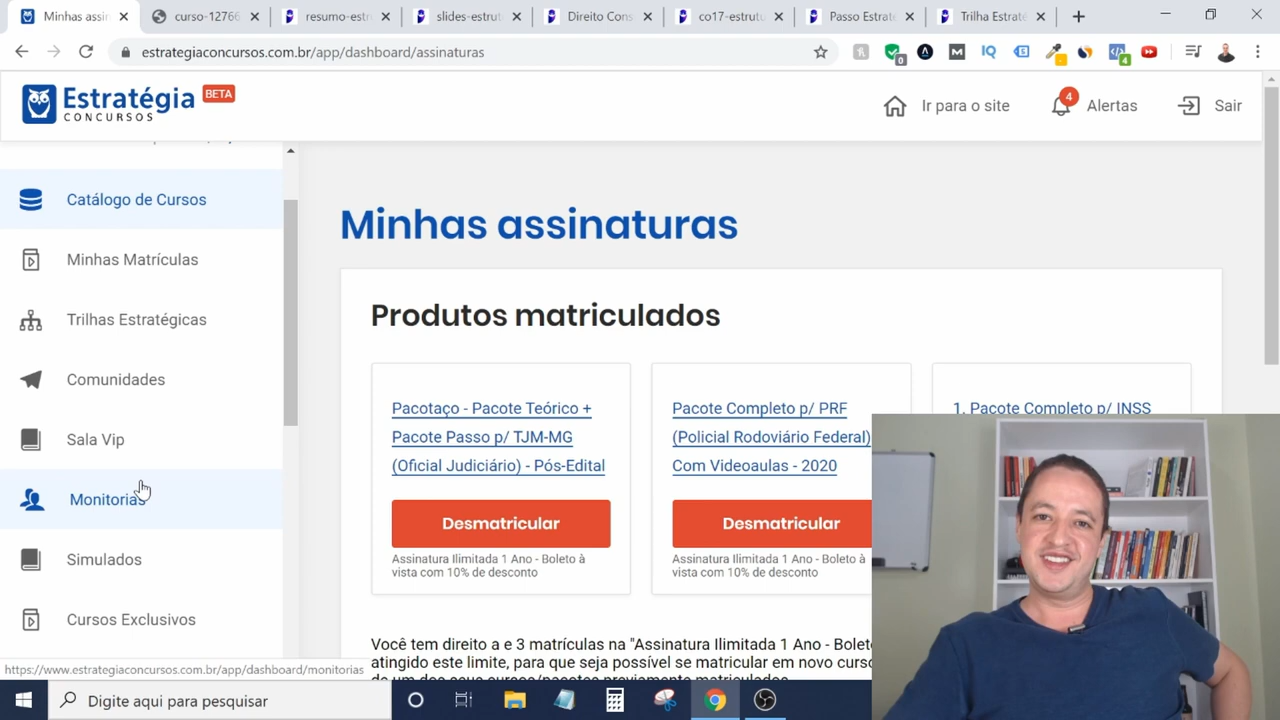 Minhas assin
curso-12766
resumo-estr
slides-estrut
Direito Cons
co17-estrutu
Passo Estrate
Trilha Estraté
estrategiaconcursos.com.br/app/dashboard/assinaturas
0
4
Estratégia
CONCURSOS
BETA
Ir para o site
4
Alertas
Sair
Catálogo de Cursos
Minhas Matrículas
Trilhas Estratégicas
Comunidades
Sala Vip
Monitorias
Simulados
Cursos Exclusivos
https://www.estrategiaconcursos.com.br/app/dashboard/monitorias
Minhas assinaturas
Produtos matriculados
Pacotaço - Pacote Teórico +
Pacote Passo p/ TJM-MG
(Oficial Judiciário) - Pós-Edital
Desmatricular
Assinatura Ilimitada 1 Ano - Boleto à
vista com 10% de desconto
Pacote Completo p/ PRF
(Policial Rodoviário Federal)
Com Videoaulas - 2020
Desmatricular
Assinatura Ilimitada 1 Ano - Boleto à
vista com 10% de desconto
1. Pacote Completo p/ INSS
Você tem direito a e 3 matrículas na "Assinatura Ilimitada 1 Ano - Bolet
atingido este limite, para que seja possível se matricular em novo curso
Digite aqui para pesquisar